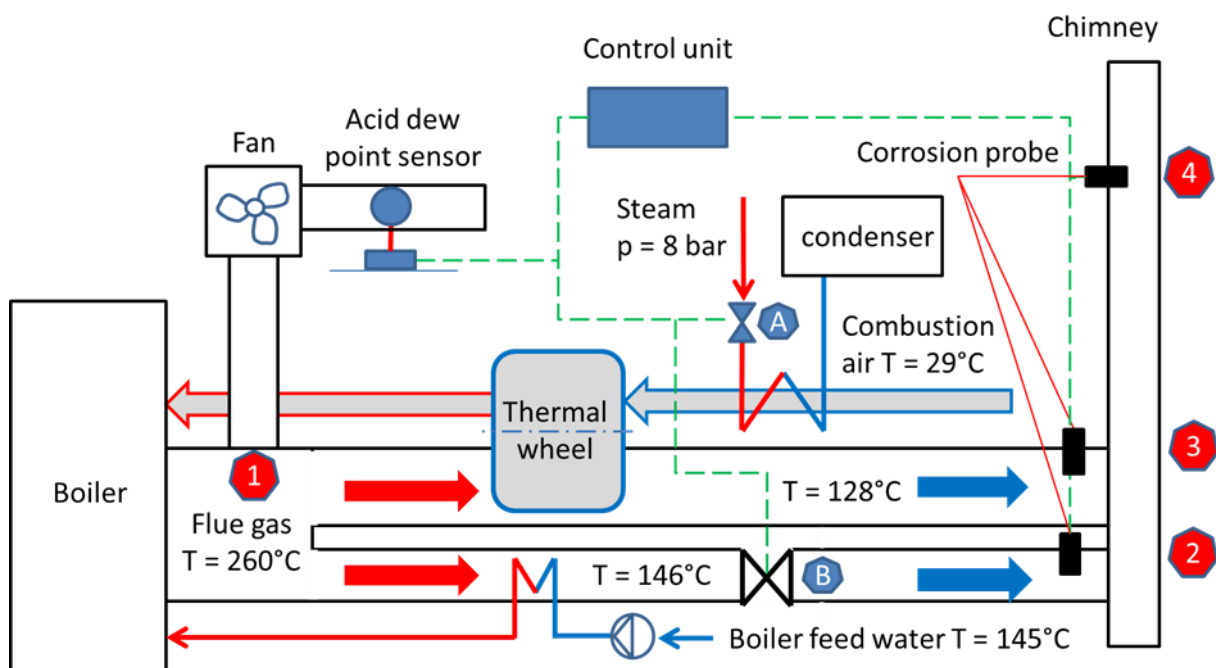 Chimney
Control unit
Acid dew
point sensor
Fan
Corrosion probe
4
Steam
p = 8 bar
condenser
A
Combustion
air T = 29°C
Thermal
wheel
3
1
Boiler
T = 128°C
Flue gas
T = 260°C
2
T = 146°C
B
Boiler feed water T = 145°C